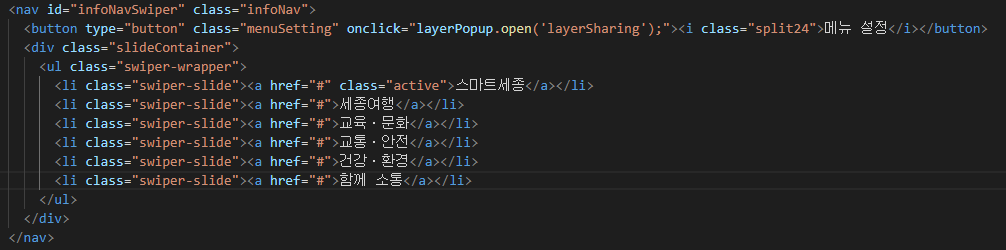 <nav id="infoNavSwiper" class="infoNav">
<button type="button" class="menuSetting" onclick="layerPopup.open('layerSharing');"><i class="split24">메뉴 설정</i></button>
<div class="slideContainer">
<ul class="swiper-wrapper">
<li class="swiper-slide"><a href="#" class="active">스마트세종</a></li>
<li class="swiper-slide"><a href="#">세종여행</a></li>
<li class="swiper-slide"><a href="#">교육·문화</a></li>
<li class="swiper-slide"><a href="#">교통·안전</a></li>
<li class="swiper-slide"><a href="#">건강·환경</a></li>
<li class="swiper-slide"><a href="#">함께 소통</a></li>
</ul>
</div>
</nav>